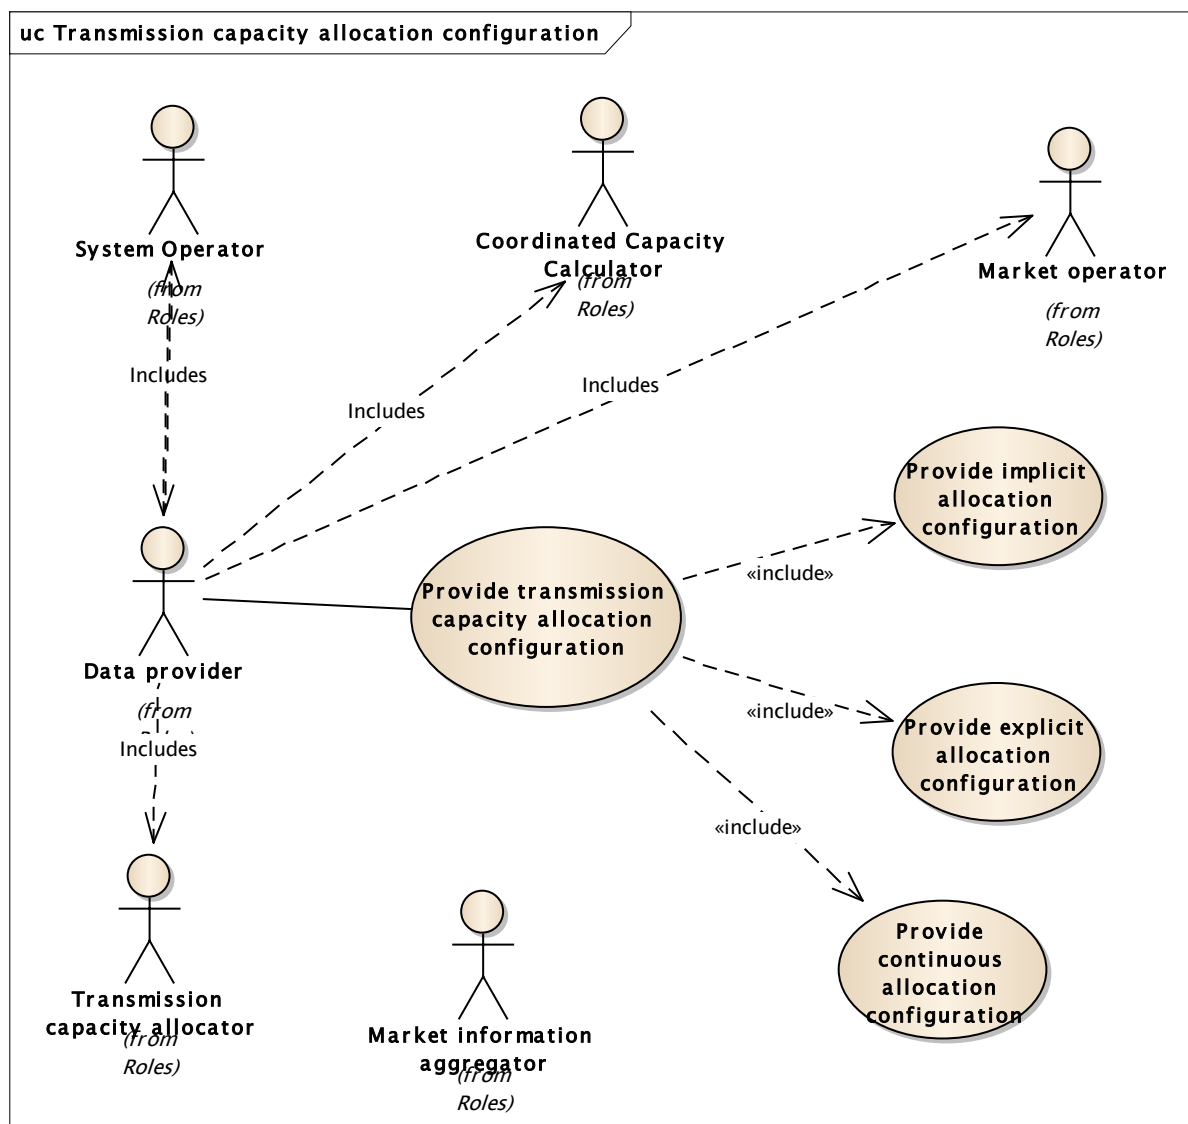 uc Transmission capacity allocation configuration
System Operator
(from
Roles)
Coordinated Capacity
Calculator
(from
Roles)
Market operator
(from
Roles)
Includes
Includes
Includes
Provide implicit
allocation
configuration
«include»
Provide transmission
capacity allocation
configuration
Data provider
(from
Roles)
Includes
«include»
Provide explicit
allocation
configuration
«include»
Transmission
capacity allocator
(from
Roles)
Market information
aggregator
(from
Roles)
Provide
continuous
allocation
configuration